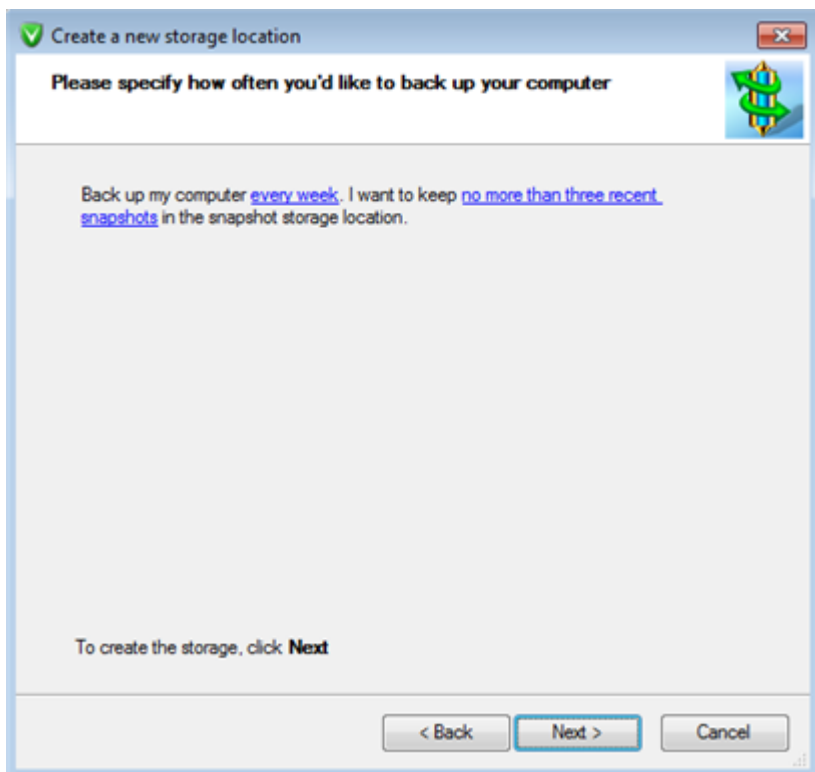 Create a new storage location
Please specify how often you'd like to back up your computer
Back up my computer every week. I want to keep no more than three recent
snapshots in the snapshot storage location.
To create the storage, click Next
< Back
Next >
Cancel